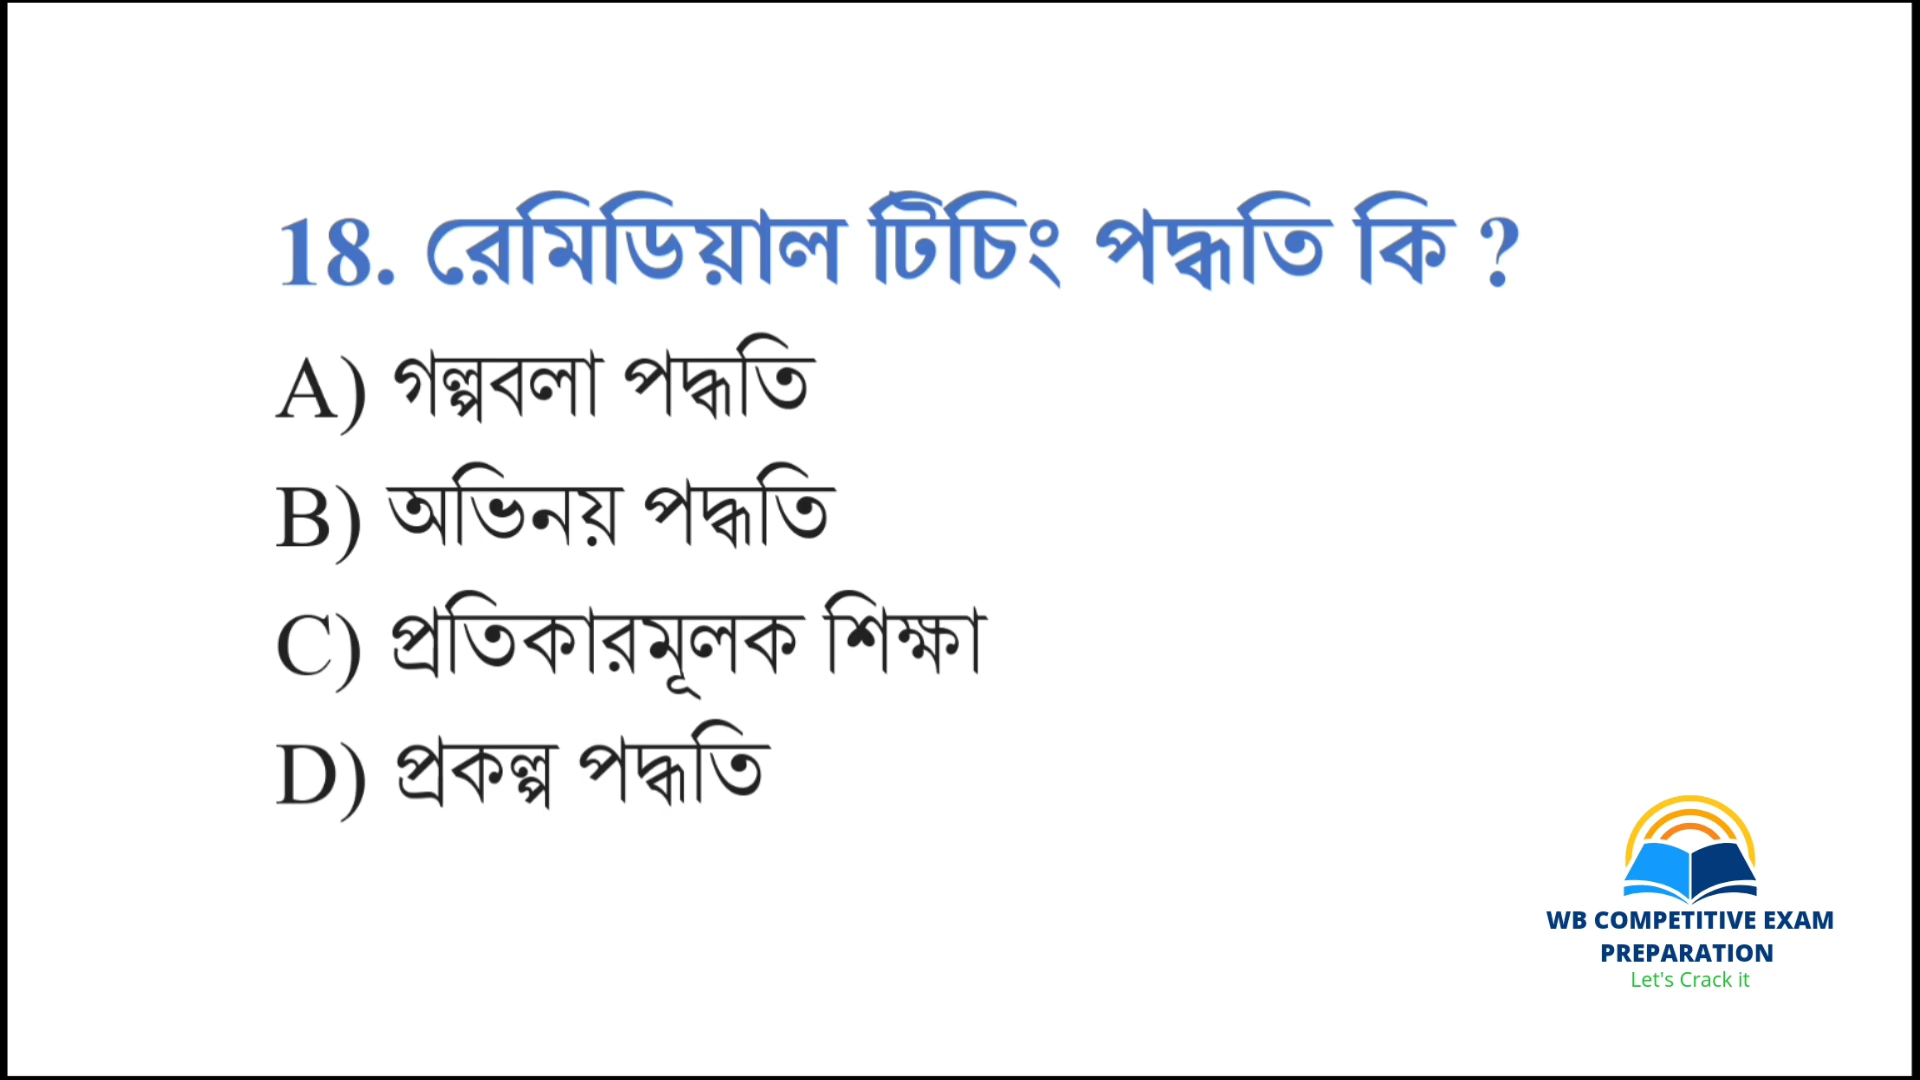 18. রেমিডিয়াল টিচিং পদ্ধতি কি ?
A) গল্পবলা পদ্ধতি
B) অভিনয় পদ্ধতি
C) প্রতিকারমূলক শিক্ষা
D) প্রকল্প পদ্ধতি
WB COMPETITIVE EXAM
PREPARATION
Let's Crack it